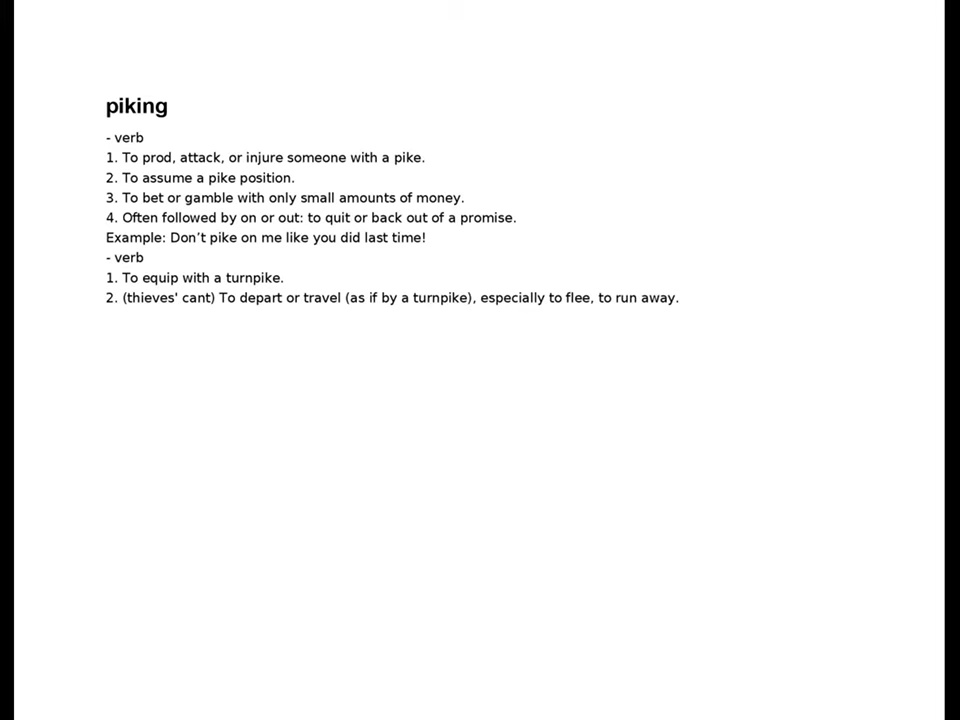 piking
- verb
1. To prod, attack, or injure someone with a pike.
2. To assume a pike position.
3. To bet or gamble with only small amounts of money.
4. Often followed by on or out: to quit or back out of a promise.
Example: Don’t pike on me like you did last time!
- verb
1. To equip with a turnpike.
2. (thieves' cant) To depart or travel (as if by a turnpike), especially to flee, to run away.